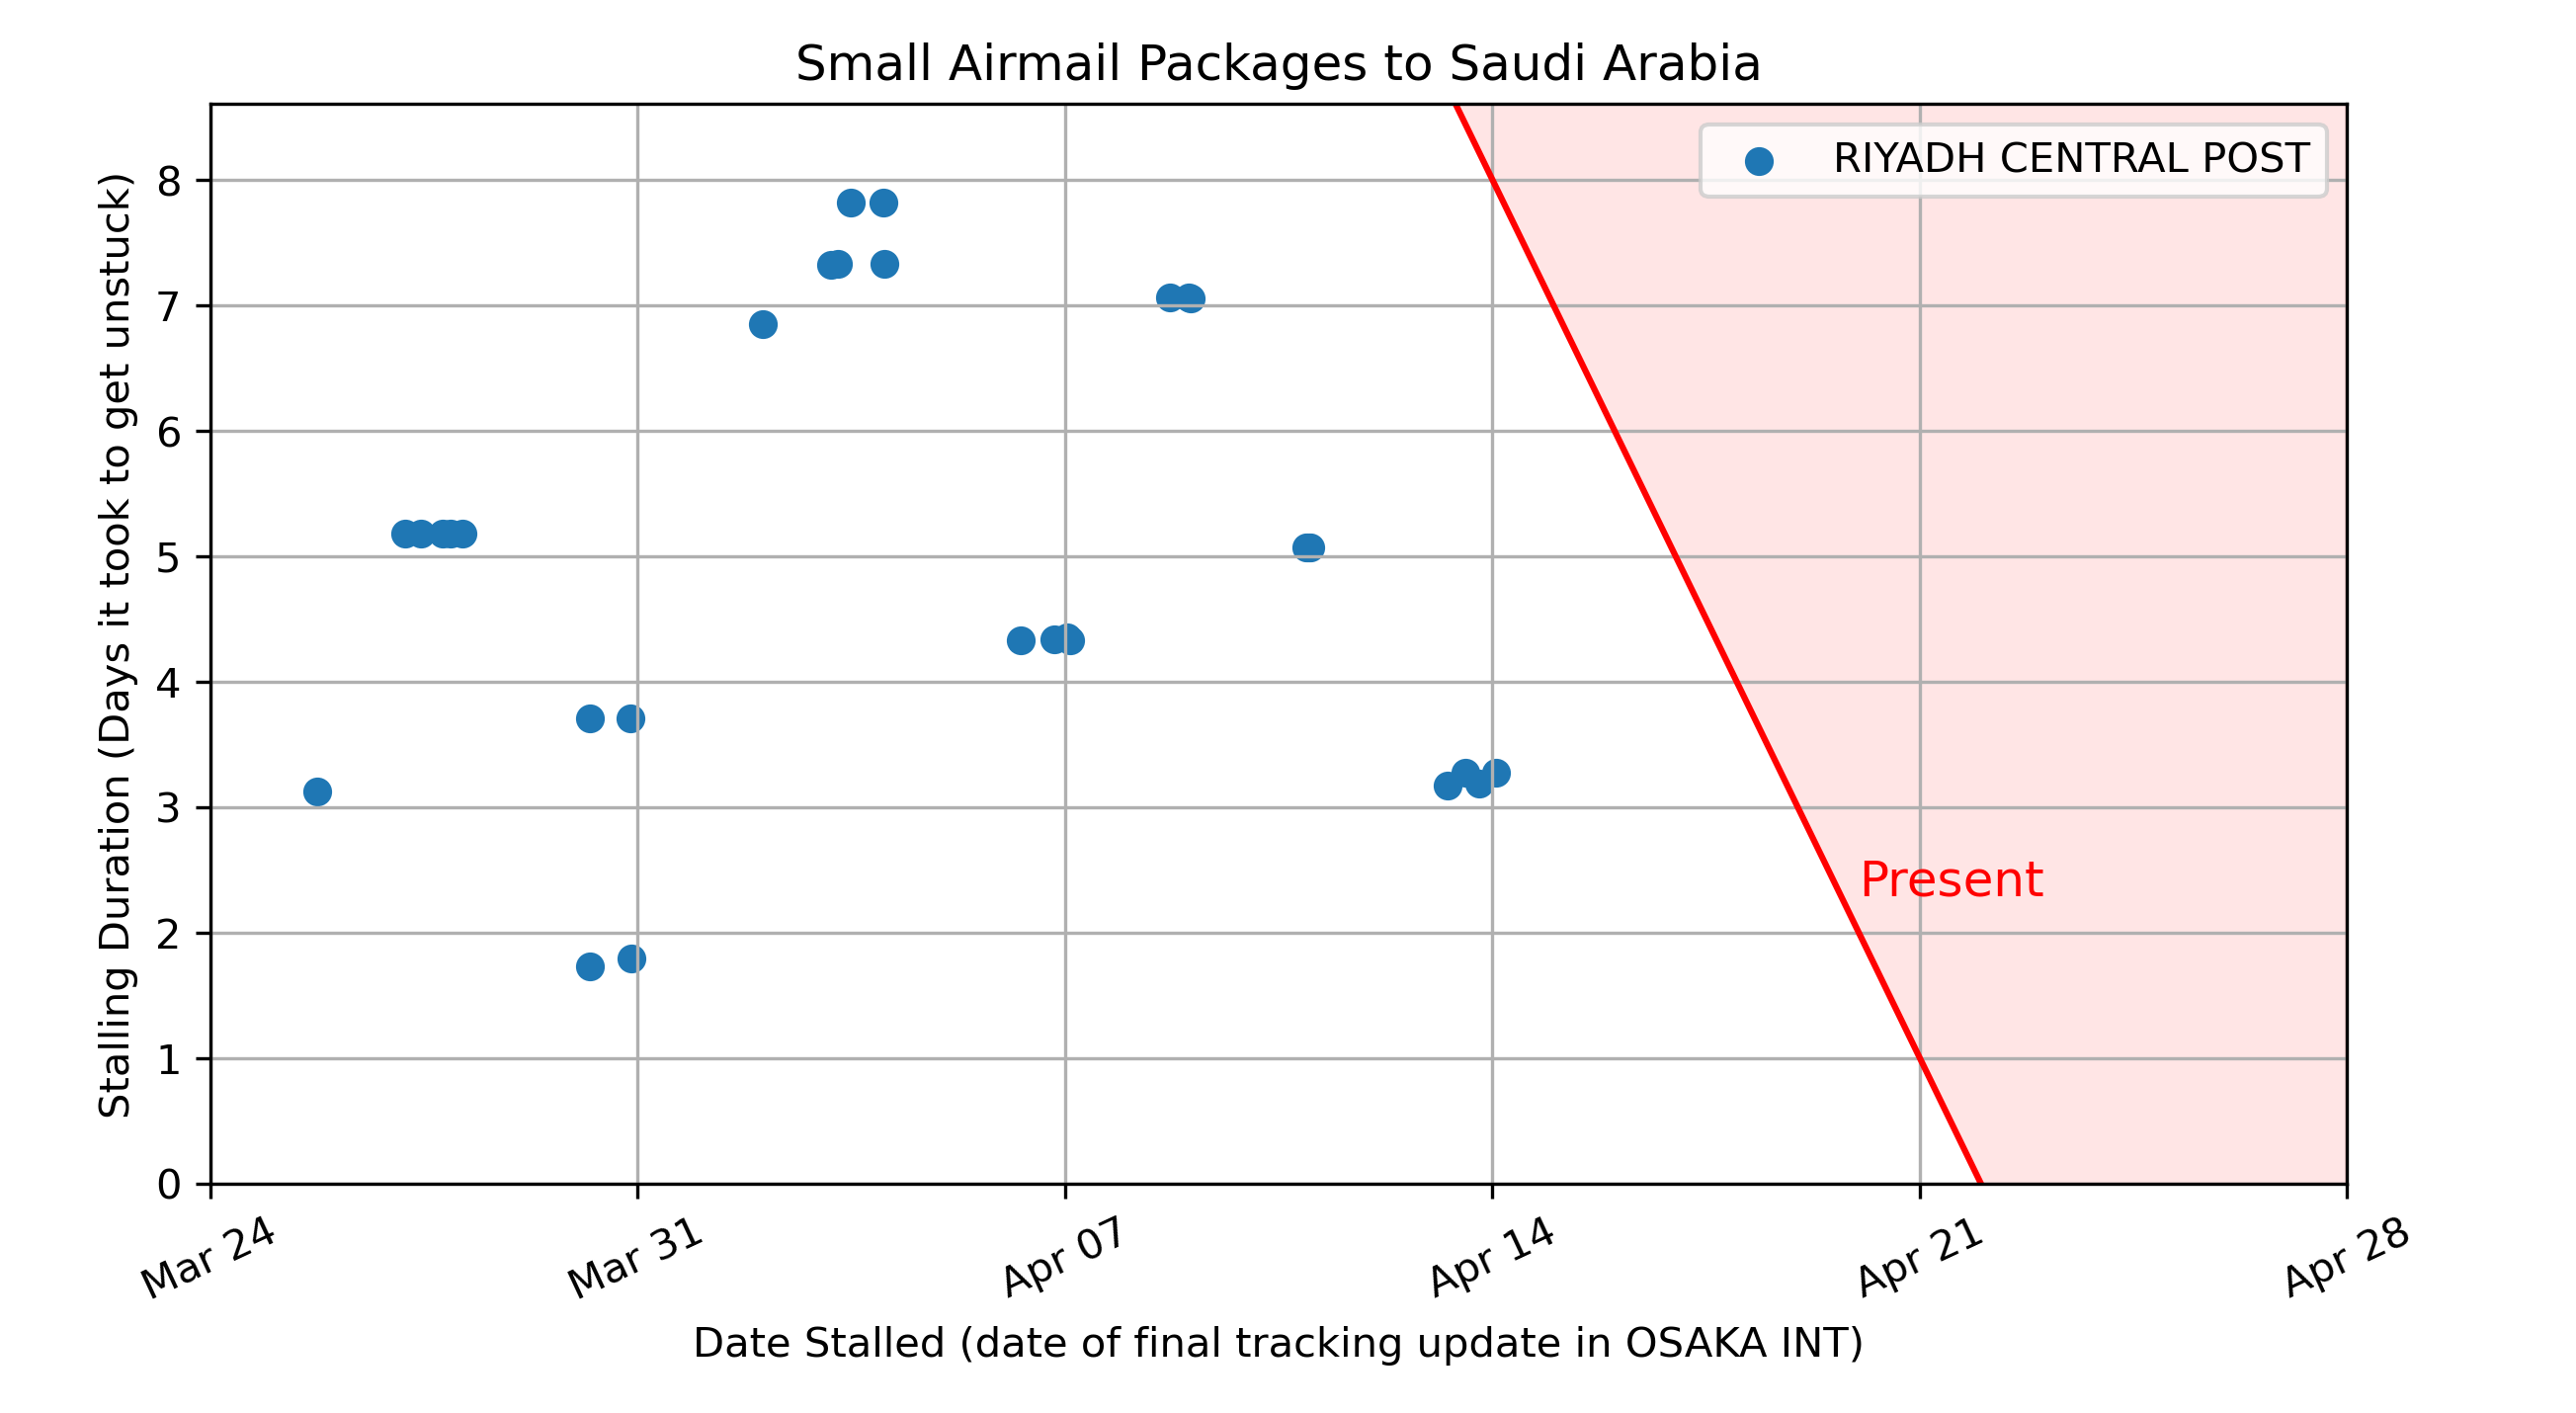 Small Airmail Packages to Saudi Arabia
RIYADH CENTRAL POST
Stalling Duration (Days it took to get unstuck)
8
7
6
5
4
3
2
1
0
Present
Mar 24
Mar 31
Apr 07
Apr 14
Apr 21
Apr 28
Date Stalled (date of final tracking update in OSAKA INT)